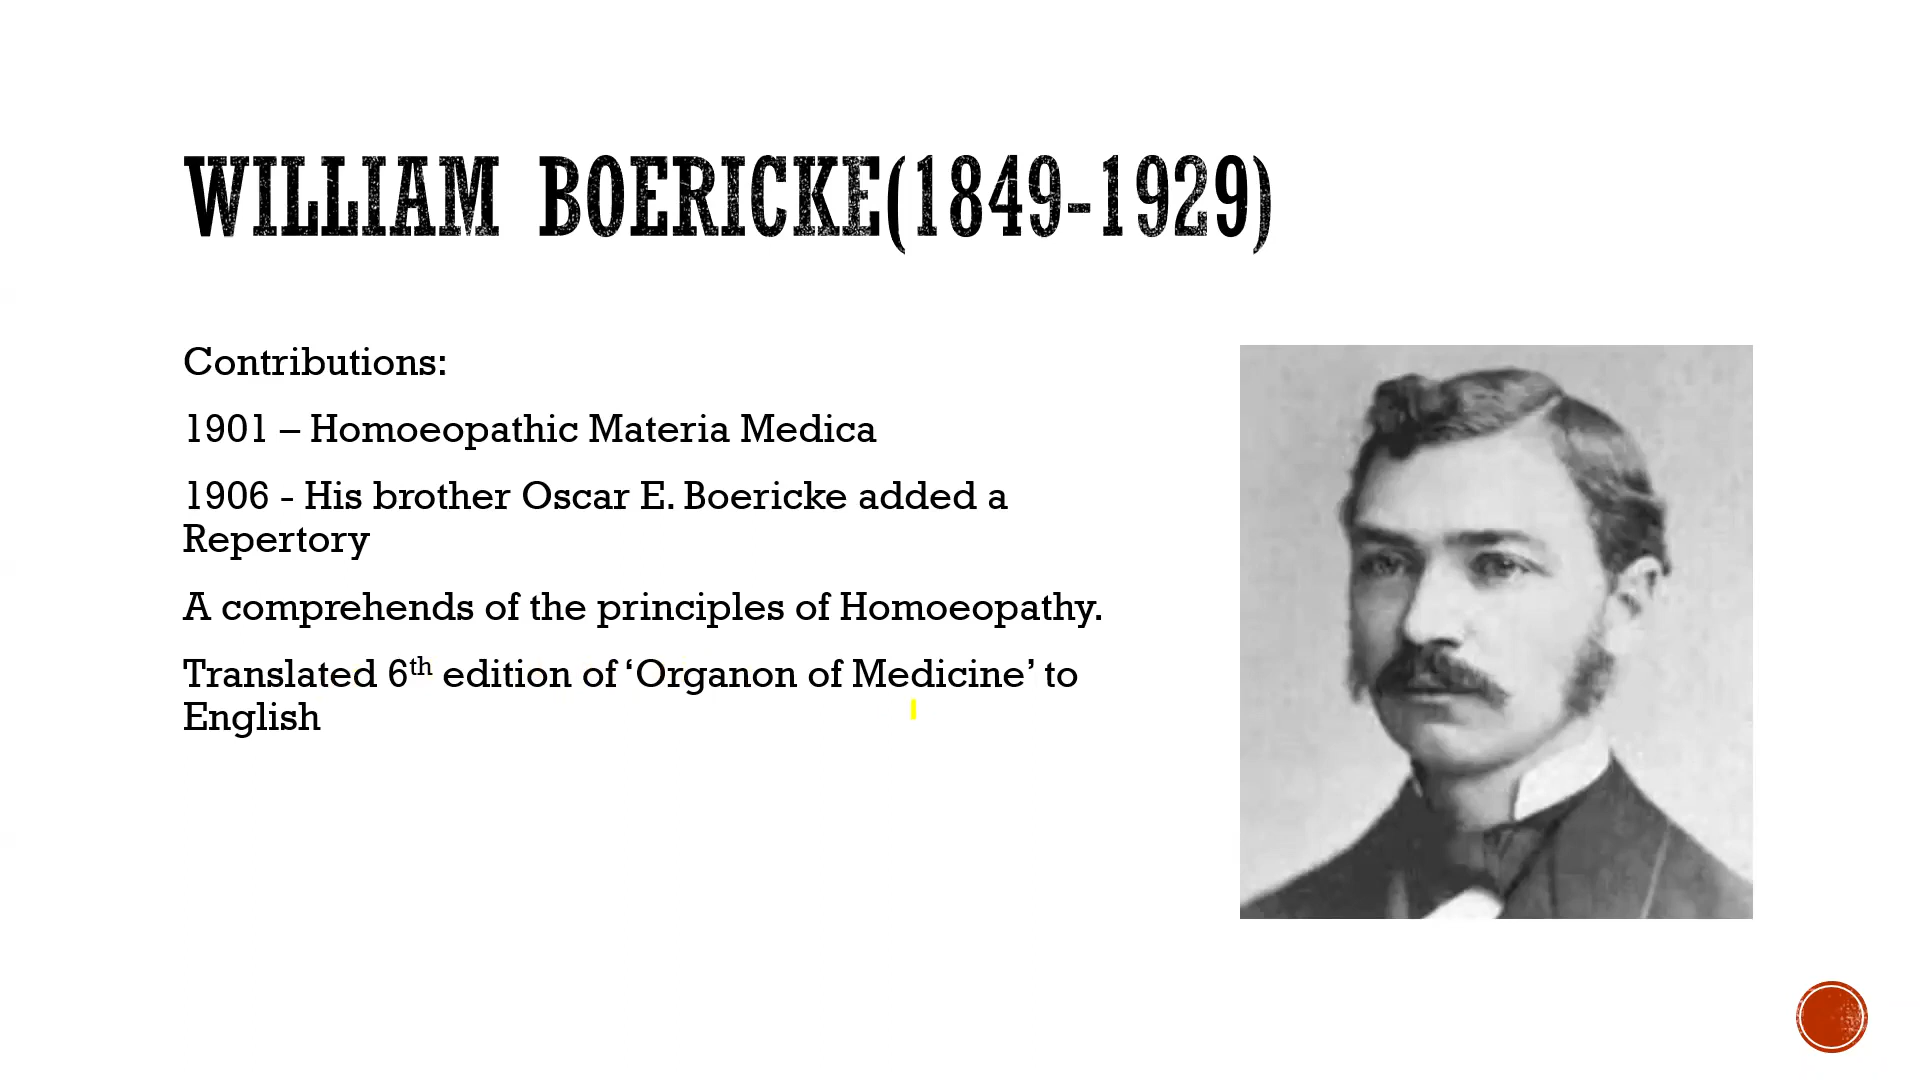 WILLIAM BOERICKE(1849-1929)
Contributions:
1901 – Homoeopathic Materia Medica
1906 - His brother Oscar E. Boericke added a
Repertory
A comprehends of the principles of Homoeopathy.
Translated 6th edition of ‘Organon of Medicine’ to
English